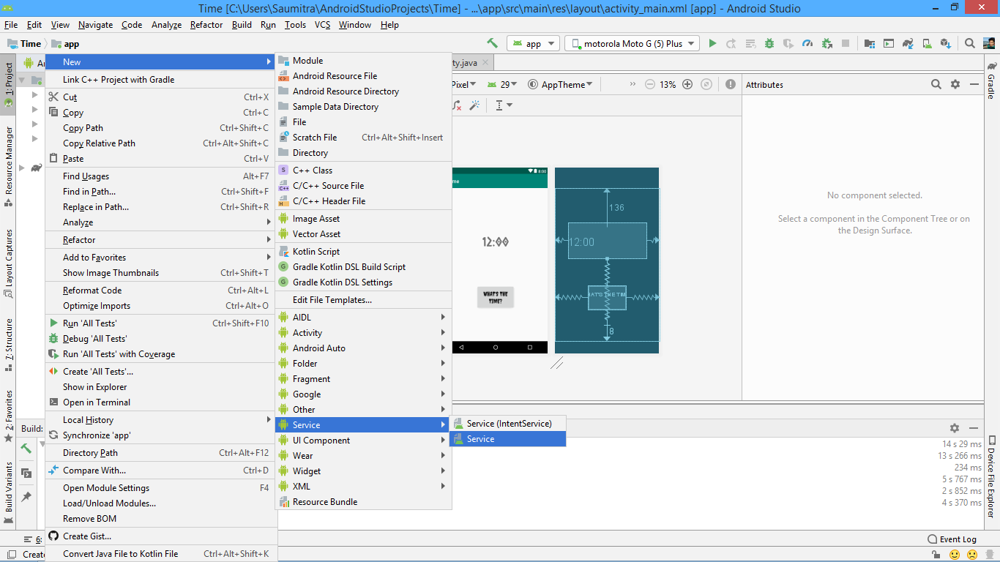 Time [C:\Users\Saumitra\AndroidStudioProjects\Time] - ...\app\src\main\res\layout\activity_main.xml [app] - Android Studio
File Edit View Navigate Code Analyze Refactor Build Run Tools VCS Window Help
Time app
app
motorola Moto G (5) Plus
1: Project
Resource Manager
Layout Captures
Z: Structure
2: Favorites
Build Variants
New
Link C++ Project with Gradle
Cut Ctrl+X
Copy Ctrl+C
Copy Path Ctrl+Shift+C
Copy Relative Path Ctrl+Alt+Shift+C
Paste Ctrl+V
Find Usages Alt+F7
Find in Path... Ctrl+Shift+F
Replace in Path... Ctrl+Shift+R
Analyze
Refactor
Add to Favorites
Show Image Thumbnails Ctrl+Shift+T
Reformat Code Ctrl+Alt+L
Optimize Imports Ctrl+Alt+O
Run 'All Tests' Ctrl+Shift+F10
Debug 'All Tests'
Run 'All Tests' with Coverage
Create 'All Tests'...
Show in Explorer
Open in Terminal
Local History
Synchronize 'app'
Directory Path Ctrl+Alt+F12
Compare With... Ctrl+D
Open Module Settings F4
Load/Unload Modules...
Remove BOM
Create Gist...
Convert Java File to Kotlin File Ctrl+Alt+Shift+K
Module
Android Resource File
Android Resource Directory
Sample Data Directory
File
Scratch File Ctrl+Alt+Shift+Insert
Directory
C++ Class
C/C++ Source File
C/C++ Header File
Image Asset
Vector Asset
Kotlin Script
Gradle Kotlin DSL Build Script
Gradle Kotlin DSL Settings
Edit File Templates...
AIDL
Activity
Android Auto
Folder
Fragment
Google
Other
Service
UI Component
Wear
Widget
XML
Resource Bundle
Service (IntentService)
Service
ty.java
Pixel 29 AppTheme 13%
8:00
me
12:00
WHAT'S THE
TIME?
136
12:00
HAT'S THE TIM
8
Attributes
No component selected.
Select a component in the Component Tree or on
the Design Surface.
Gradle
Device File Explorer
Build:
14 s 29 ms
13 s 266 ms
234 ms
5 s 767 ms
2 s 852 ms
4 s 370 ms
6:
Event Log
Create